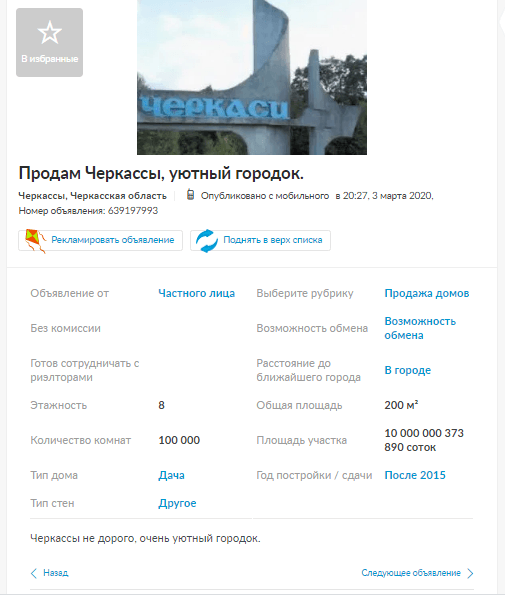 В избранные
черкаси
Продам Черкассы, уютный городок.
Черкассы, Черкасская область | Опубликовано с мобильного в 20:27, 3 марта 2020,
Номер объявления: 639197993
Рекламировать объявление Поднять в верх списка
Объявление от Частного лица Выберите рубрику Продажа домов
Без комиссии Возможность обмена Возможность
обмена
Готов сотрудничать с
риэлторами Расстояние до
ближайшего города В городе
Этажность 8 Общая площадь 200 м²
Количество комнат 100 000 Площадь участка 10 000 000 373
890 соток
Тип дома Дача Год постройки / сдачи После 2015
Тип стен Другое
Черкассы не дорого, очень уютный городок.
Назад Следующее объявление